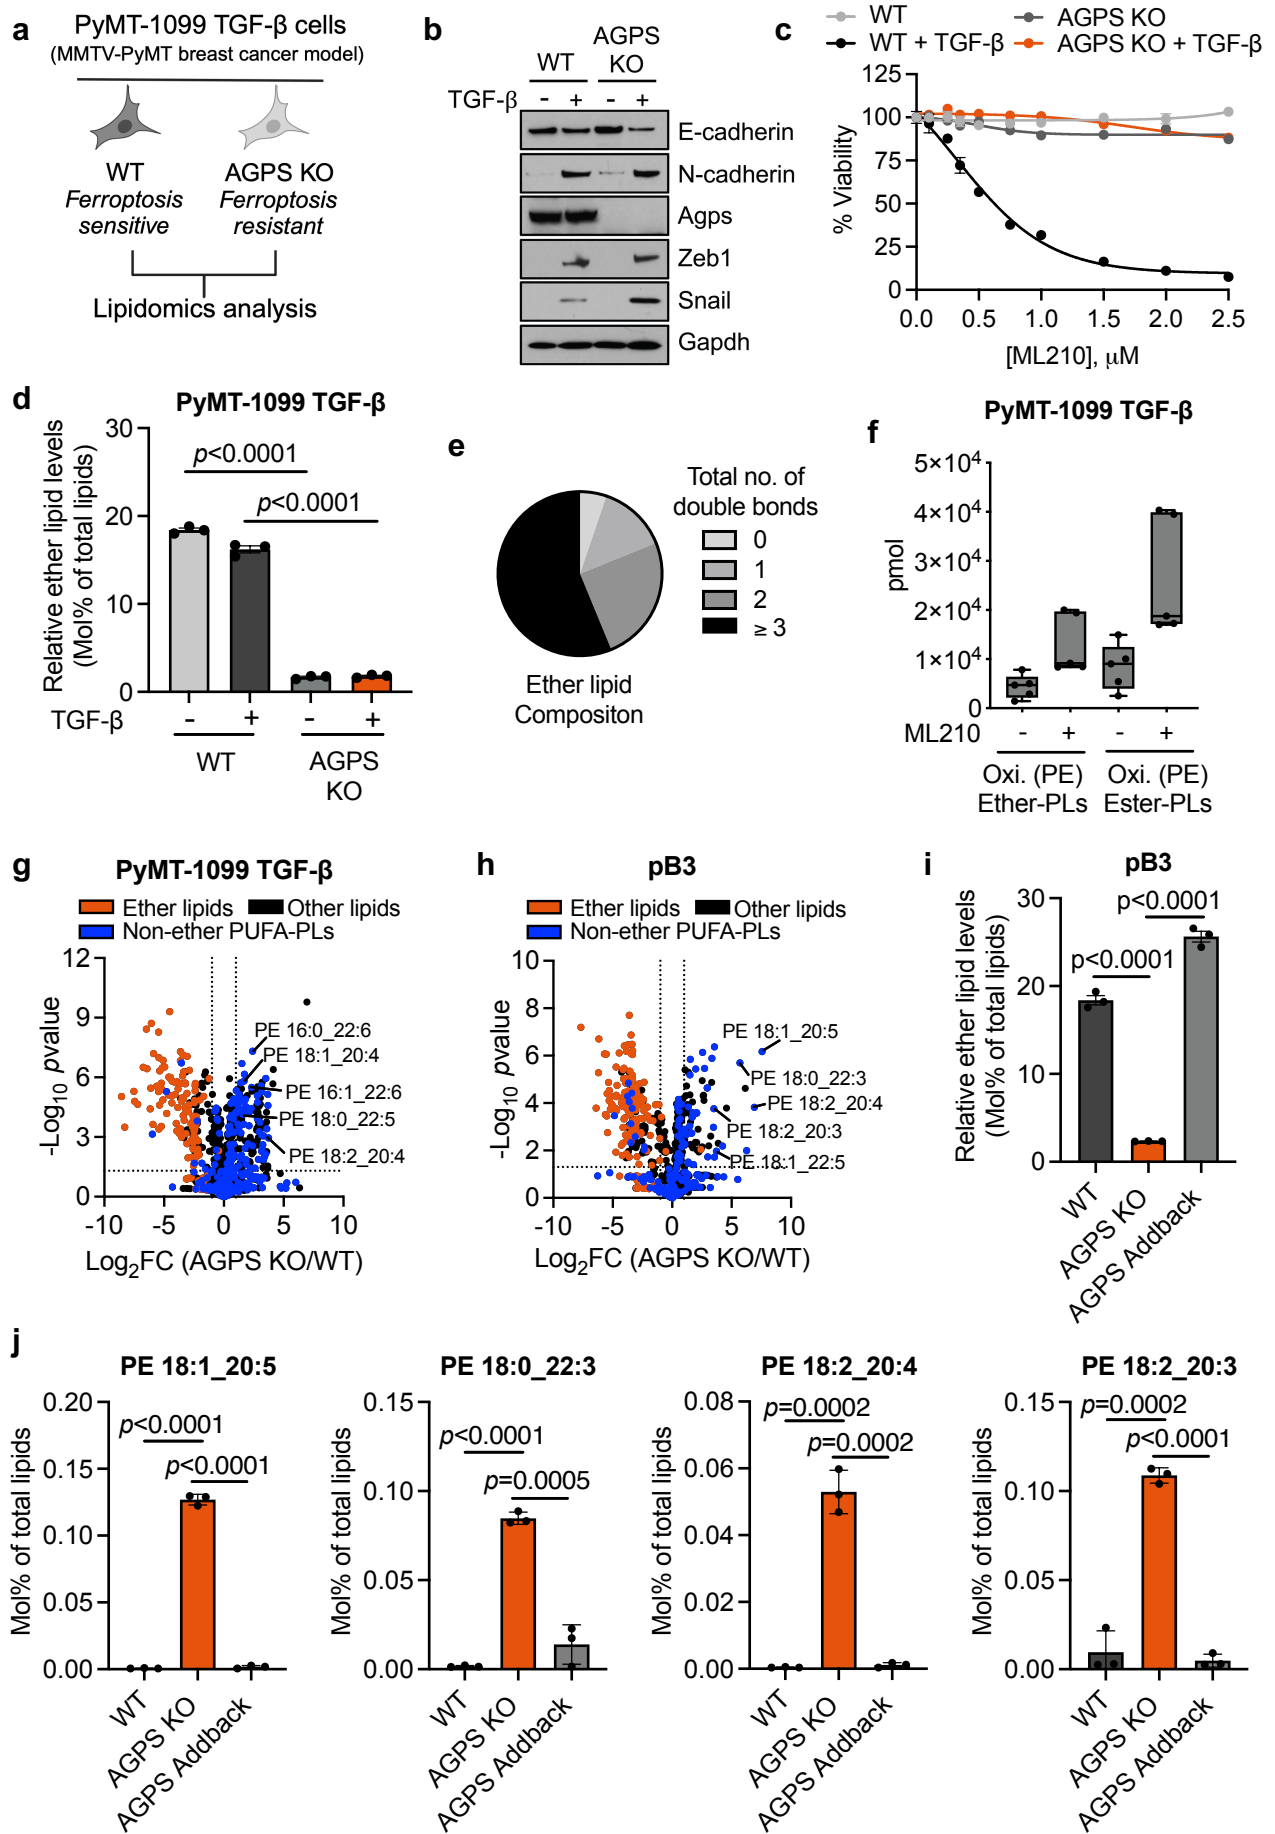 a
PyMT-1099 TGF-β cells
(MMTV-PyMT breast cancer model)
WT
Ferroptosis
sensitive
AGPS KO
Ferroptosis
resistant
Lipidomics analysis
b
WT
AGPS
KO
TGF-β - + - +
E-cadherin
N-cadherin
Agps
Zeb1
Snail
Gapdh
c
WT
AGPS KO
WT + TGF-β
AGPS KO + TGF-β
% Viability
125
100
75
50
25
0
0.0 0.5 1.0 1.5 2.0 2.5
[ML210], μM
d
PyMT-1099 TGF-β
Relative ether lipid levels
(Mol% of total lipids)
30
20
10
0
p<0.0001
p<0.0001
TGF-β - + - +
WT
AGPS
KO
e
Total no. of
double bonds
0
1
2
≥ 3
Ether lipid
Compositon
f
PyMT-1099 TGF-β
pmol
5×10⁴
4×10⁴
3×10⁴
2×10⁴
1×10⁴
0
ML210 - + - +
Oxi. (PE)
Ether-PLs
Oxi. (PE)
Ester-PLs
g
PyMT-1099 TGF-β
Ether lipids
Other lipids
Non-ether PUFA-PLs
-Log₁₀ pvalue
12
9
6
3
0
PE 16:0_22:6
PE 18:1_20:4
PE 16:1_22:6
PE 18:0_22:5
PE 18:2_20:4
-10 -5 0 5 10
Log₂FC (AGPS KO/WT)
h
pB3
Ether lipids
Other lipids
Non-ether PUFA-PLs
-Log₁₀ pvalue
10
8
6
4
2
0
PE 18:1_20:5
PE 18:0_22:3
PE 18:2_20:4
PE 18:2_20:3
PE 18:1_22:5
-10 -5 0 5 10
Log₂FC (AGPS KO/WT)
i
pB3
Relative ether lipid levels
(Mol% of total lipids)
30
20
10
0
p<0.0001
p<0.0001
WT
AGPS KO
AGPS Addback
j
PE 18:1_20:5
Mol% of total lipids
0.20
0.15
0.10
0.05
0.00
p<0.0001
p<0.0001
WT
AGPS KO
AGPS Addback
PE 18:0_22:3
Mol% of total lipids
0.15
0.10
0.05
0.00
p<0.0001
p=0.0005
WT
AGPS KO
AGPS Addback
PE 18:2_20:4
Mol% of total lipids
0.08
0.06
0.04
0.02
0.00
p=0.0002
p=0.0002
WT
AGPS KO
AGPS Addback
PE 18:2_20:3
Mol% of total lipids
0.15
0.10
0.05
0.00
p=0.0002
p<0.0001
WT
AGPS KO
AGPS Addback